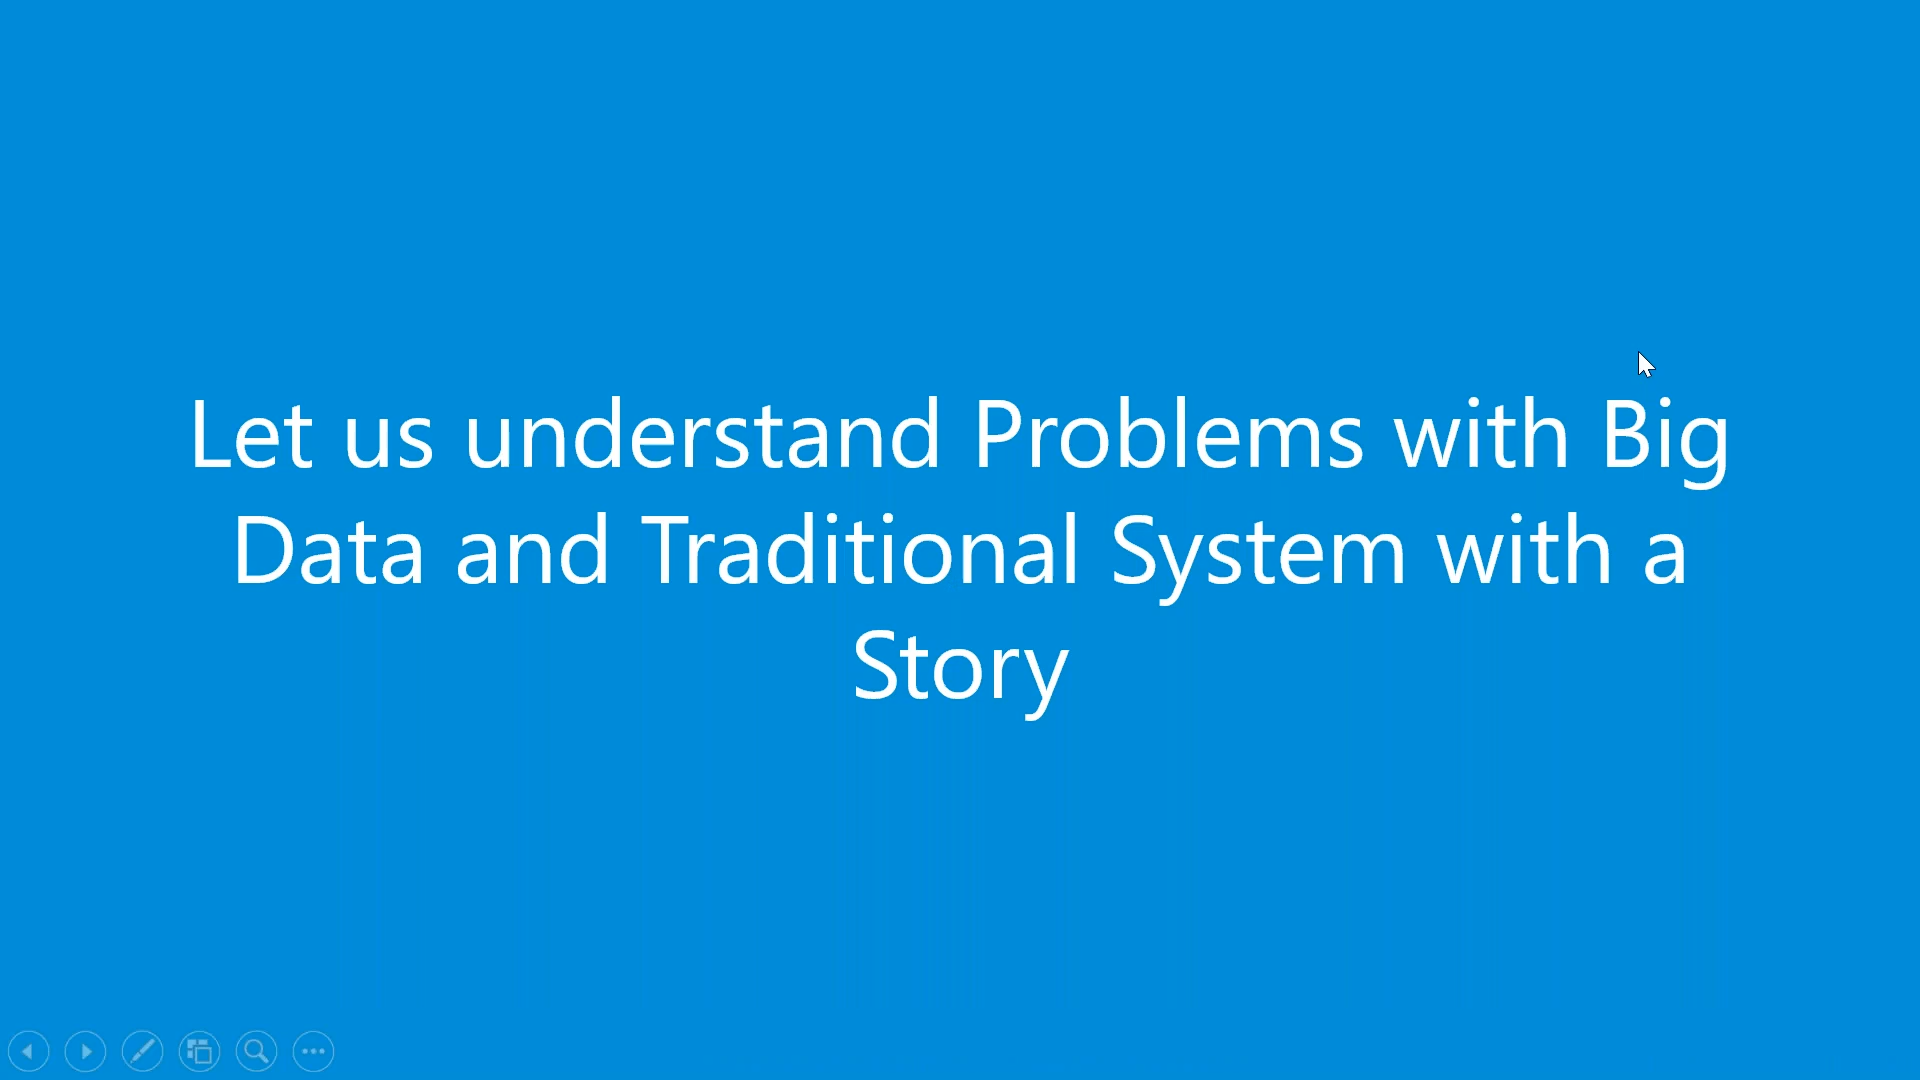 Let us understand Problems with Big
Data and Traditional System with a
Story